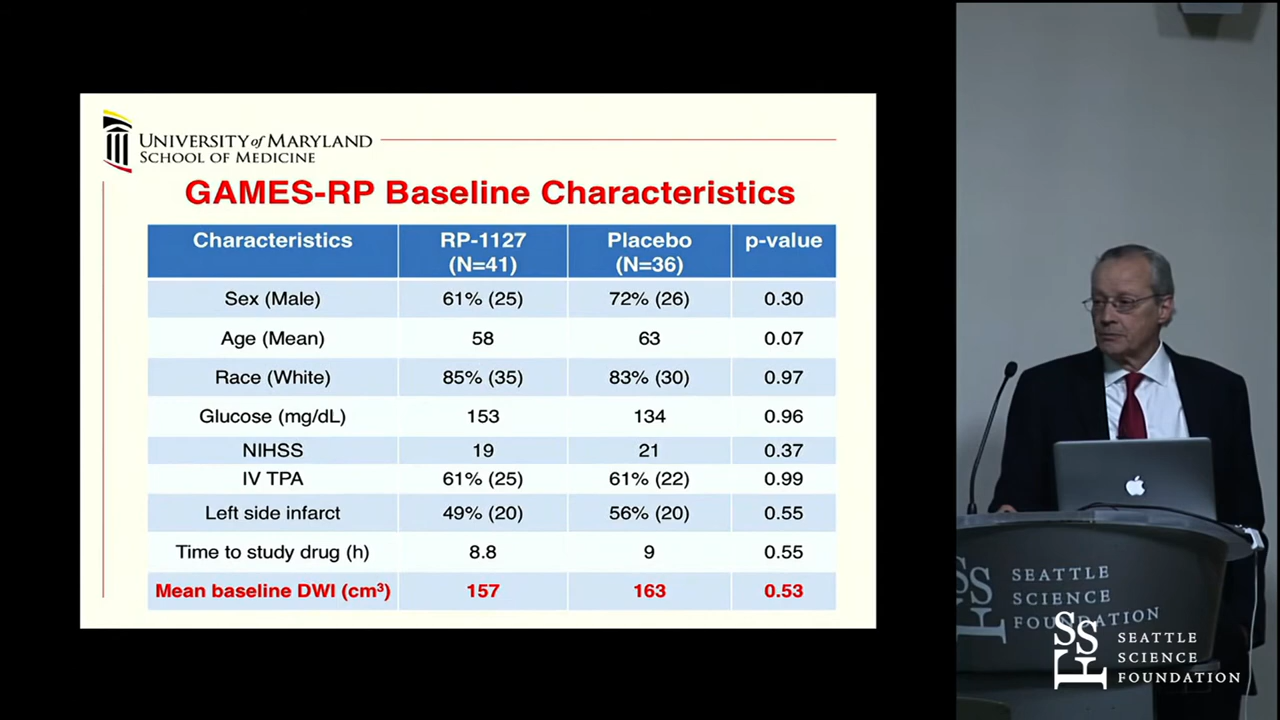 UNIVERSITY of MARYLAND
SCHOOL OF MEDICINE
GAMES-RP Baseline Characteristics
Characteristics RP-1127 (N=41) Placebo (N=36) p-value
Sex (Male) 61% (25) 72% (26) 0.30
Age (Mean) 58 63 0.07
Race (White) 85% (35) 83% (30) 0.97
Glucose (mg/dL) 153 134 0.96
NIHSS 19 21 0.37
IV TPA 61% (25) 61% (22) 0.99
Left side infarct 49% (20) 56% (20) 0.55
Time to study drug (h) 8.8 9 0.55
Mean baseline DWI (cm³) 157 163 0.53
SEATTLE
SCIENCE
FOUNDATION
SEATTLE
SCIENCE
FOUNDATION